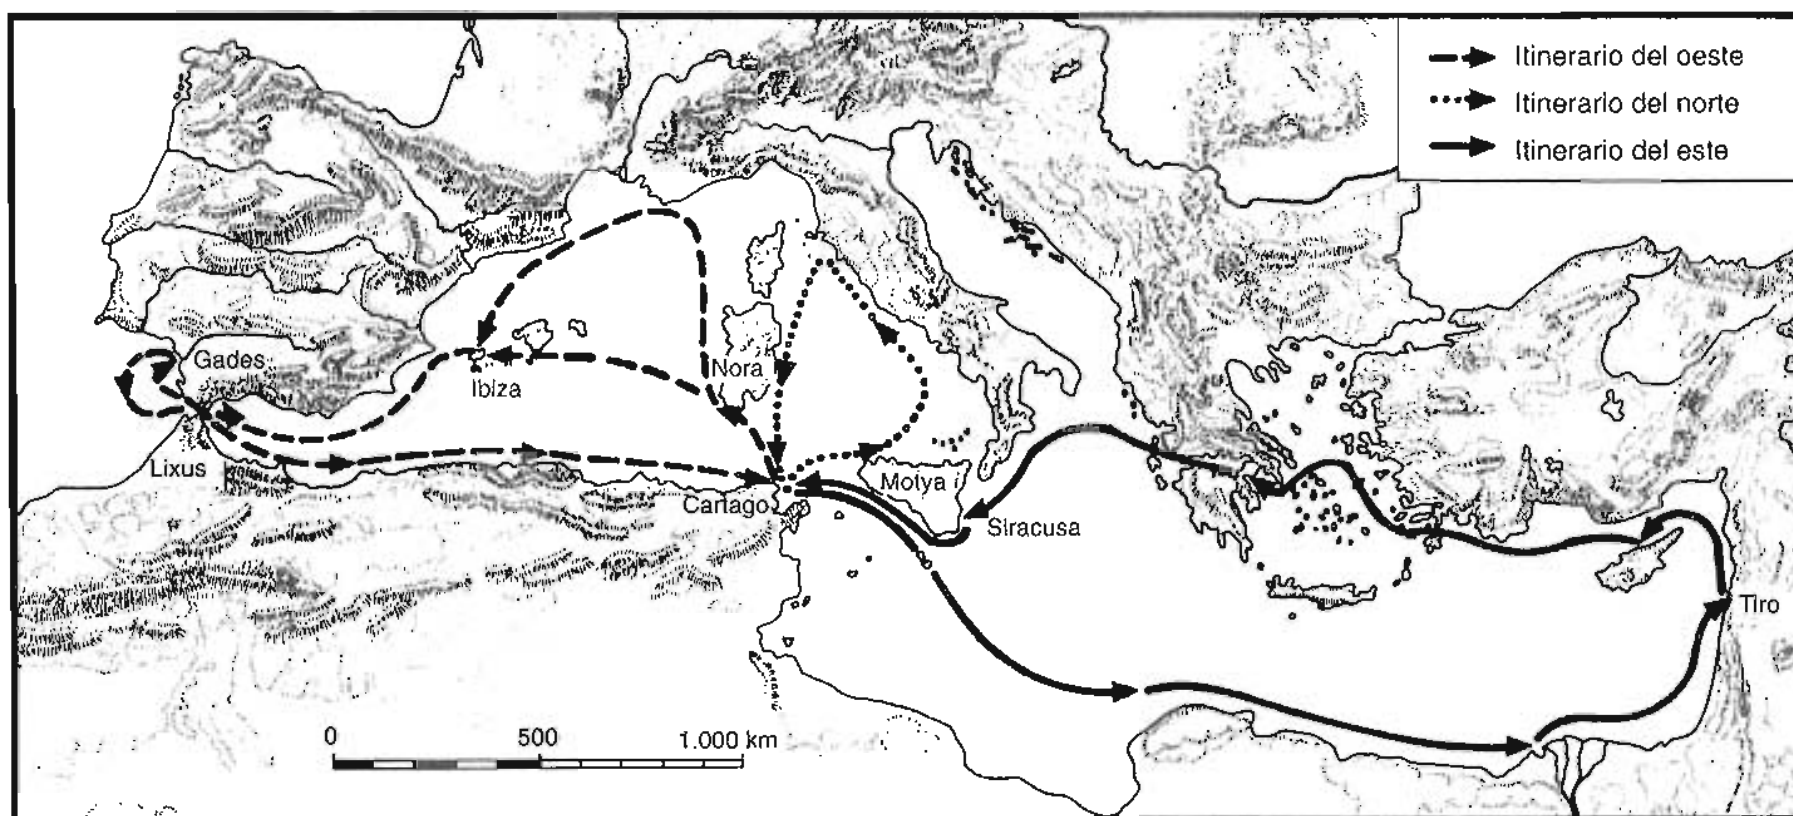 Itinerario del oeste
Itinerario del norte
Itinerario del este
Gades
Ibiza
Nora
Lixus
Cartago
Motya
Siracusa
Tiro
0 500 1.000 km